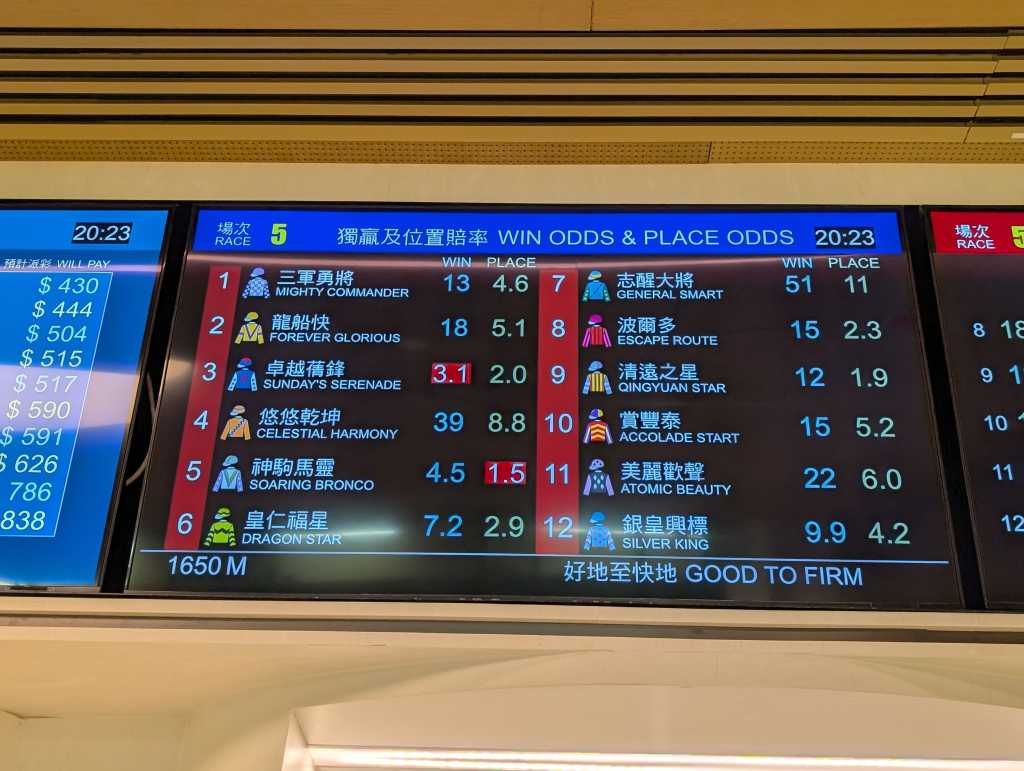 20:23
預計派彩 WILL PAY
$ 430
$ 444
$ 504
$ 515
$ 517
$ 590
$ 591
$ 626
786
838
場次 RACE 5 獨贏及位置賠率 WIN ODDS & PLACE ODDS 20:23
WIN PLACE WIN PLACE
1 三軍勇將 MIGHTY COMMANDER 13 4.6
2 龍船快 FOREVER GLORIOUS 18 5.1
3 卓越蒨鋒 SUNDAY'S SERENADE 3.1 2.0
4 悠悠乾坤 CELESTIAL HARMONY 39 8.8
5 神駒馬靈 SOARING BRONCO 4.5 1.5
6 皇仁福星 DRAGON STAR 7.2 2.9
7 志醒大將 GENERAL SMART 51 11
8 波爾多 ESCAPE ROUTE 15 2.3
9 清遠之星 QINGYUAN STAR 12 1.9
10 賞豐泰 ACCOLADE START 15 5.2
11 美麗歡聲 ATOMIC BEAUTY 22 6.0
12 銀皇興標 SILVER KING 9.9 4.2
1650 M 好地至快地 GOOD TO FIRM
場次 RACE 5
8
9
10
11
12